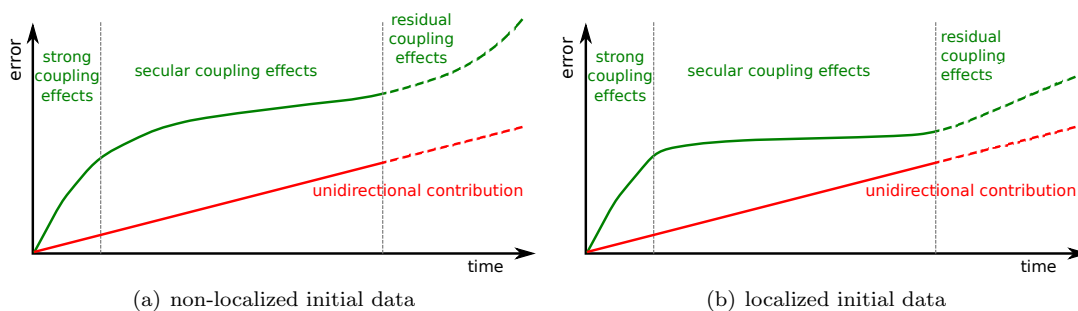 residual
coupling
effects
strong
coupling
effects
secular coupling effects
error
unidirectional contribution
time
(a) non-localized initial data
residual
coupling
effects
strong
coupling
effects
secular coupling effects
error
unidirectional contribution
time
(b) localized initial data